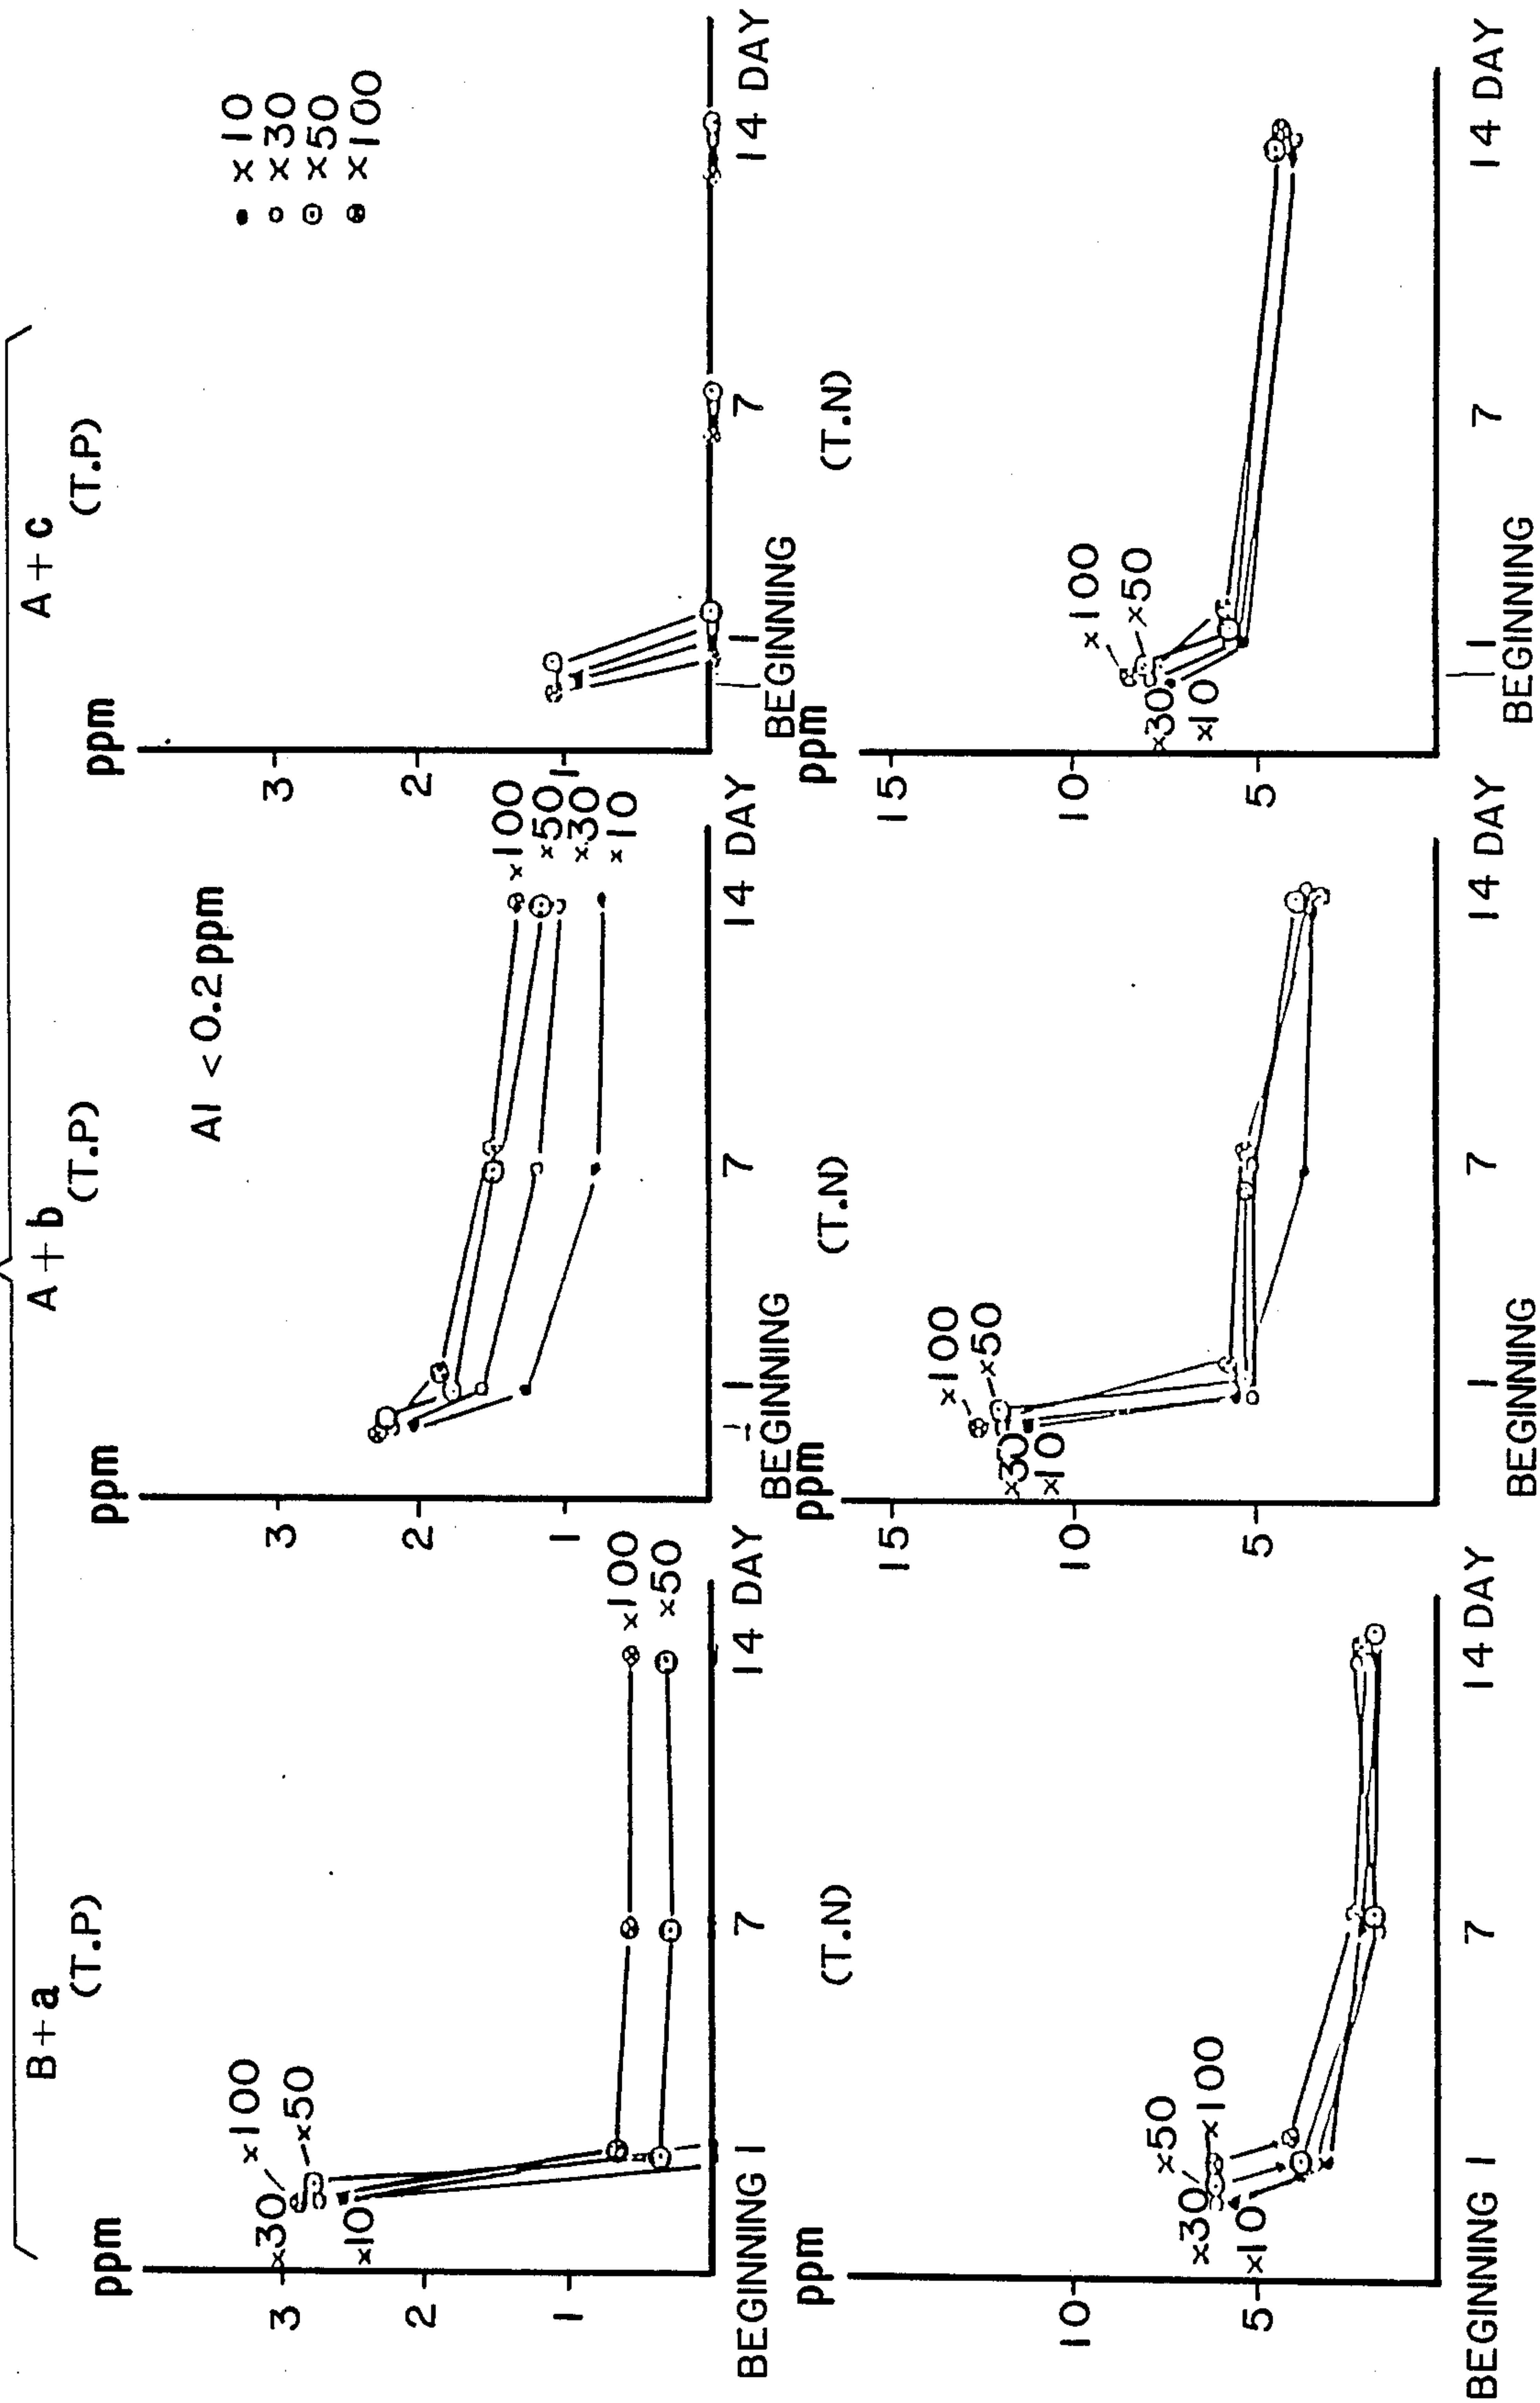 B+a
(T.P)
ppm
3
2
1
×100
×50
×30
×10
×100
×50
BEGINNING 1
7
14 DAY
A+b
(T.P)
ppm
3
2
1
Al <0.2ppm
×100
×50
×30
×10
BEGINNING
1
7
14 DAY
A+c
(T.P)
ppm
3
2
1
• ×10
○ ×30
⊙ ×50
⊗ ×100
BEGINNING
1
7
14 DAY
(T.N)
ppm
10
5
×50
×100
×30
×10
BEGINNING 1
7
14 DAY
(T.N)
ppm
15
10
5
×100
×50
×30
×10
BEGINNING
1
7
14 DAY
(T.N)
ppm
15
10
5
×100
×50
×30
×10
BEGINNING
1
7
14 DAY